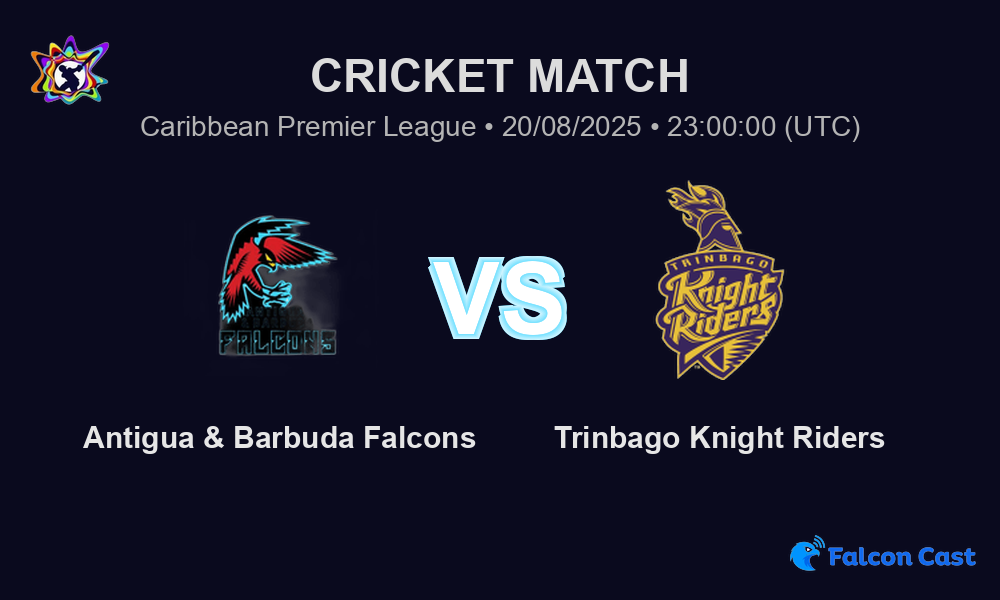 CRICKET MATCH
Caribbean Premier League • 20/08/2025 • 23:00:00 (UTC)
VS
TRINBAGO
Knight
Riders
TM
FALCONS
Antigua & Barbuda Falcons
Trinbago Knight Riders
Falcon Cast